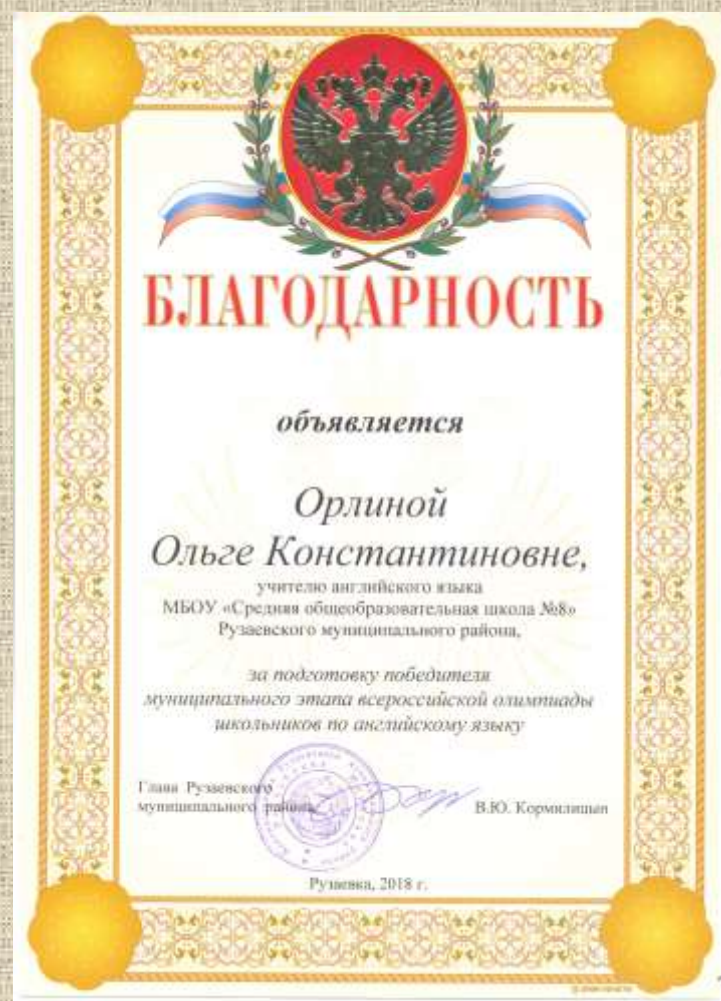 БЛАГОДАРНОСТЬ
объявляется
Орлиной
Ольге Константиновне,
учителю английского языка
МБОУ «Средняя общеобразовательная школа №8»
Рузаевского муниципального района,
за подготовку победителя
муниципального этапа всероссийской олимпиады
школьников по английскому языку
Глава Рузаевского
муниципального района
В.Ю. Кормилицын
Рузаевка, 2018 г.